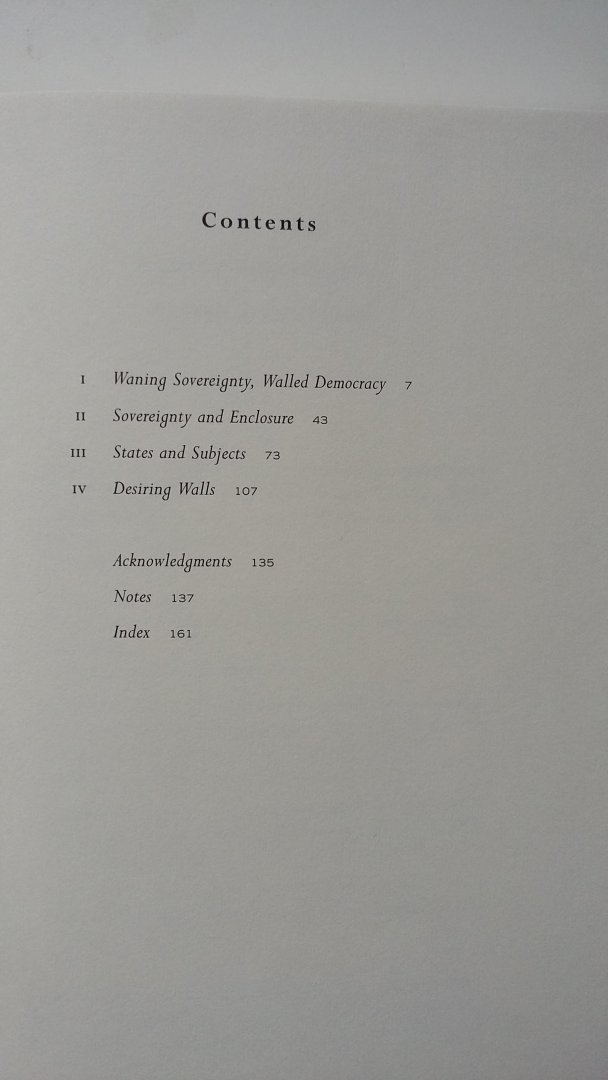 Contents
I Waning Sovereignty, Walled Democracy 7
II Sovereignty and Enclosure 43
III States and Subjects 73
IV Desiring Walls 107
Acknowledgments 135
Notes 137
Index 161